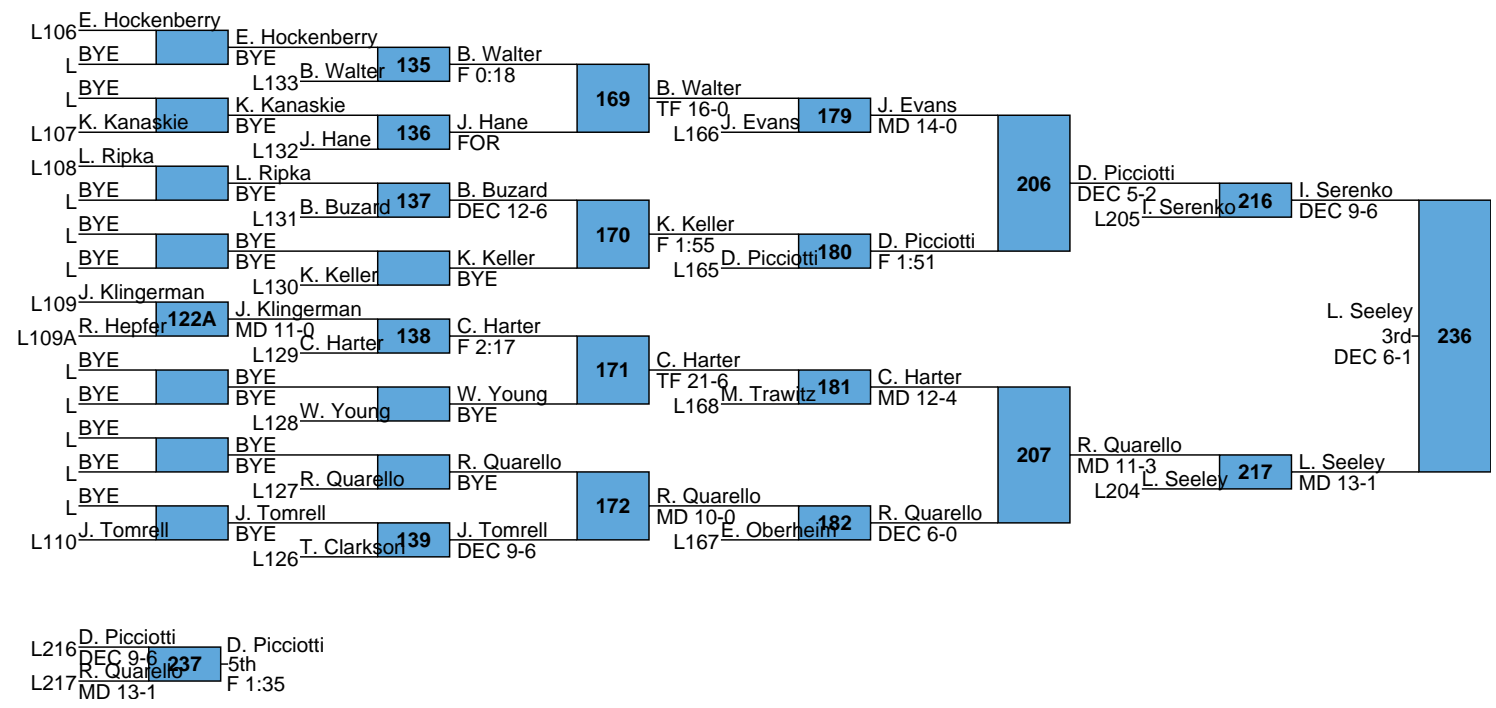 L106 E. Hockenberry
L BYE
E. Hockenberry
BYE
L133 B. Walter
135
B. Walter
F 0:18
L BYE
L107 K. Kanaskie
K. Kanaskie
BYE
L132 J. Hane
136
J. Hane
FOR
169
B. Walter
TF 16-0
L166 J. Evans
179
J. Evans
MD 14-0
L108 L. Ripka
L BYE
L. Ripka
BYE
L131 B. Buzard
137
B. Buzard
DEC 12-6
L BYE
L BYE
BYE
BYE
L130 K. Keller
K. Keller
BYE
170
K. Keller
F 1:55
L165 D. Picciotti
180
D. Picciotti
F 1:51
206
D. Picciotti
DEC 5-2
L205 I. Serenko
216
I. Serenko
DEC 9-6
L109 J. Klingerman
L109A R. Hepfer
122A
J. Klingerman
MD 11-0
L129 C. Harter
138
C. Harter
F 2:17
L BYE
L BYE
BYE
BYE
L128 W. Young
W. Young
BYE
171
C. Harter
TF 21-6
L168 M. Trawitz
181
C. Harter
MD 12-4
L BYE
L BYE
BYE
BYE
L127 R. Quarello
R. Quarello
BYE
L BYE
L110 J. Tomrell
J. Tomrell
BYE
L126 T. Clarkson
139
J. Tomrell
DEC 9-6
172
R. Quarello
MD 10-0
L167 E. Oberheim
182
R. Quarello
DEC 6-0
207
R. Quarello
MD 11-3
L204 L. Seeley
217
L. Seeley
MD 13-1
236
L. Seeley
3rd
DEC 6-1
L216 D. Picciotti
DEC 9-6
L217 R. Quarello
MD 13-1
237
D. Picciotti
5th
F 1:35